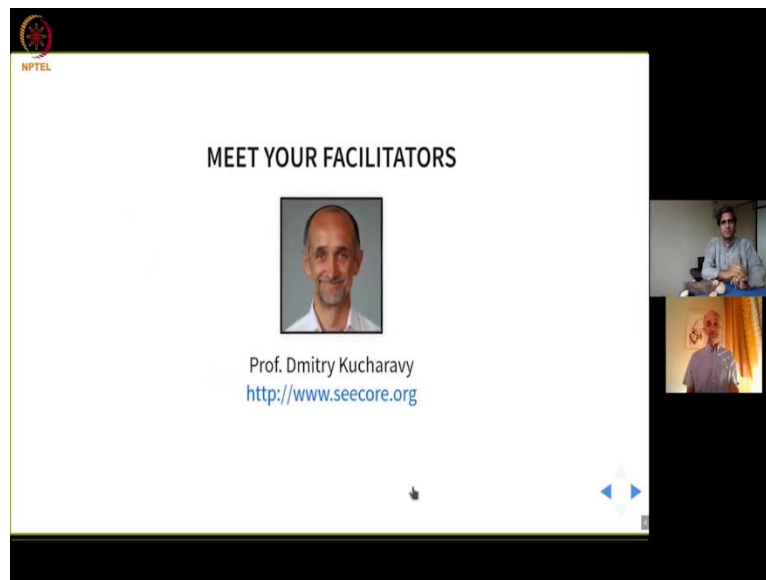 NPTEL
MEET YOUR FACILITATORS
Prof. Dmitry Kucharavy
http://www.seecore.org